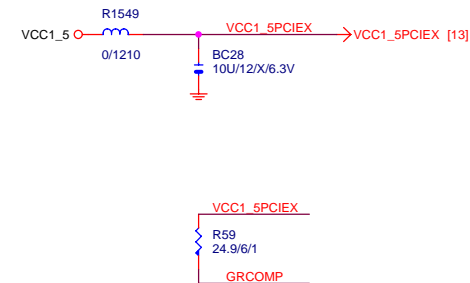 R1549
VCC1_5 VCC1_5PCIEX VCC1_5PCIEX [13]
0/1210
BC28
10U/12/X/6.3V
VCC1_5PCIEX
R59
24.9/6/1
GRCOMP